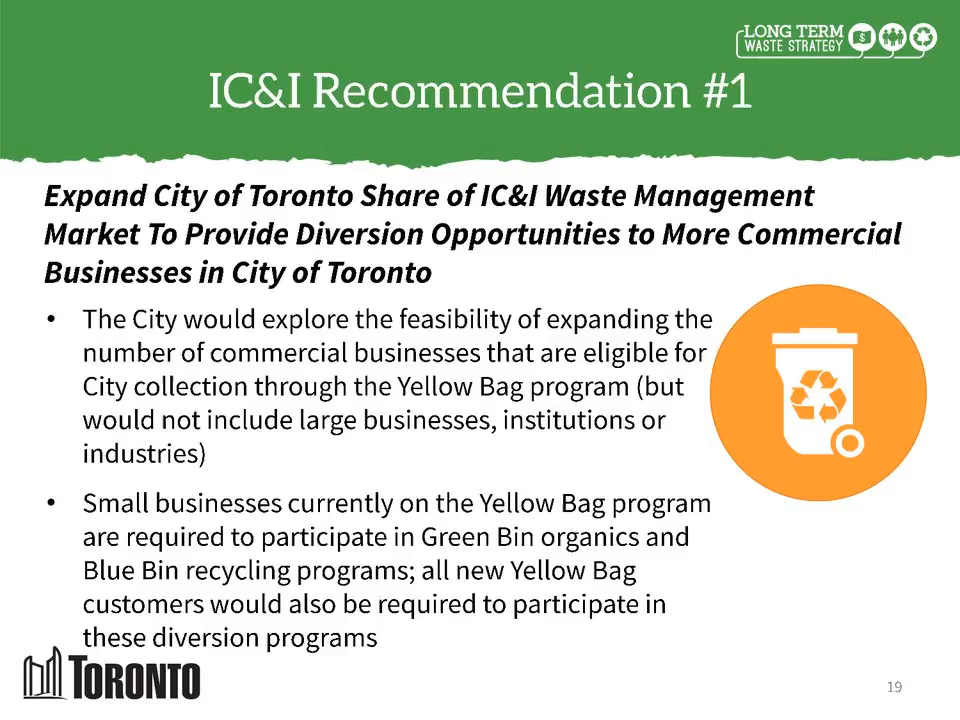 LONG TERM
WASTE STRATEGY
$
IC&I Recommendation #1
Expand City of Toronto Share of IC&I Waste Management
Market To Provide Diversion Opportunities to More Commercial
Businesses in City of Toronto
• The City would explore the feasibility of expanding the
number of commercial businesses that are eligible for
City collection through the Yellow Bag program (but
would not include large businesses, institutions or
industries)
• Small businesses currently on the Yellow Bag program
are required to participate in Green Bin organics and
Blue Bin recycling programs; all new Yellow Bag
customers would also be required to participate in
these diversion programs
TORONTO
19